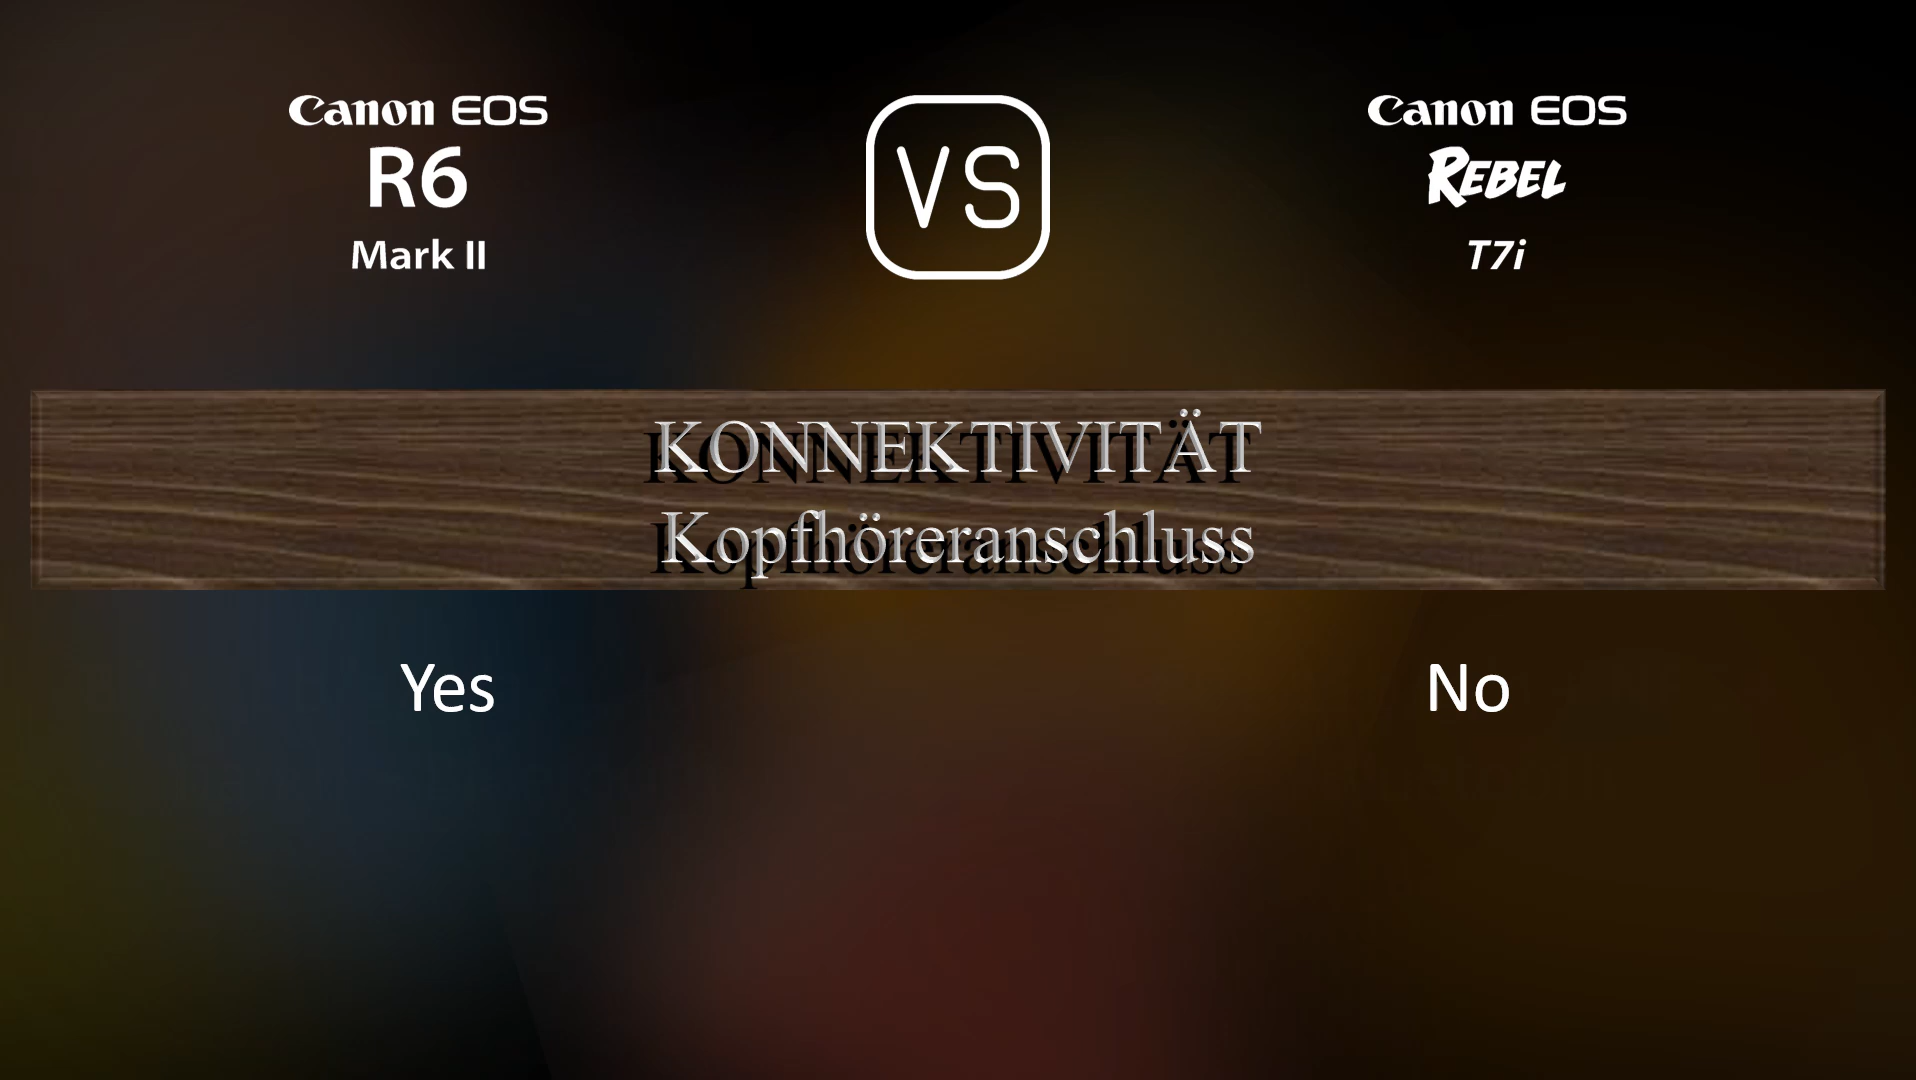 Canon EOS
R6
Mark II
VS
Canon EOS
REBEL
T7i
KONNEKTIVITÄT
Kopfhöreranschluss
Yes
No